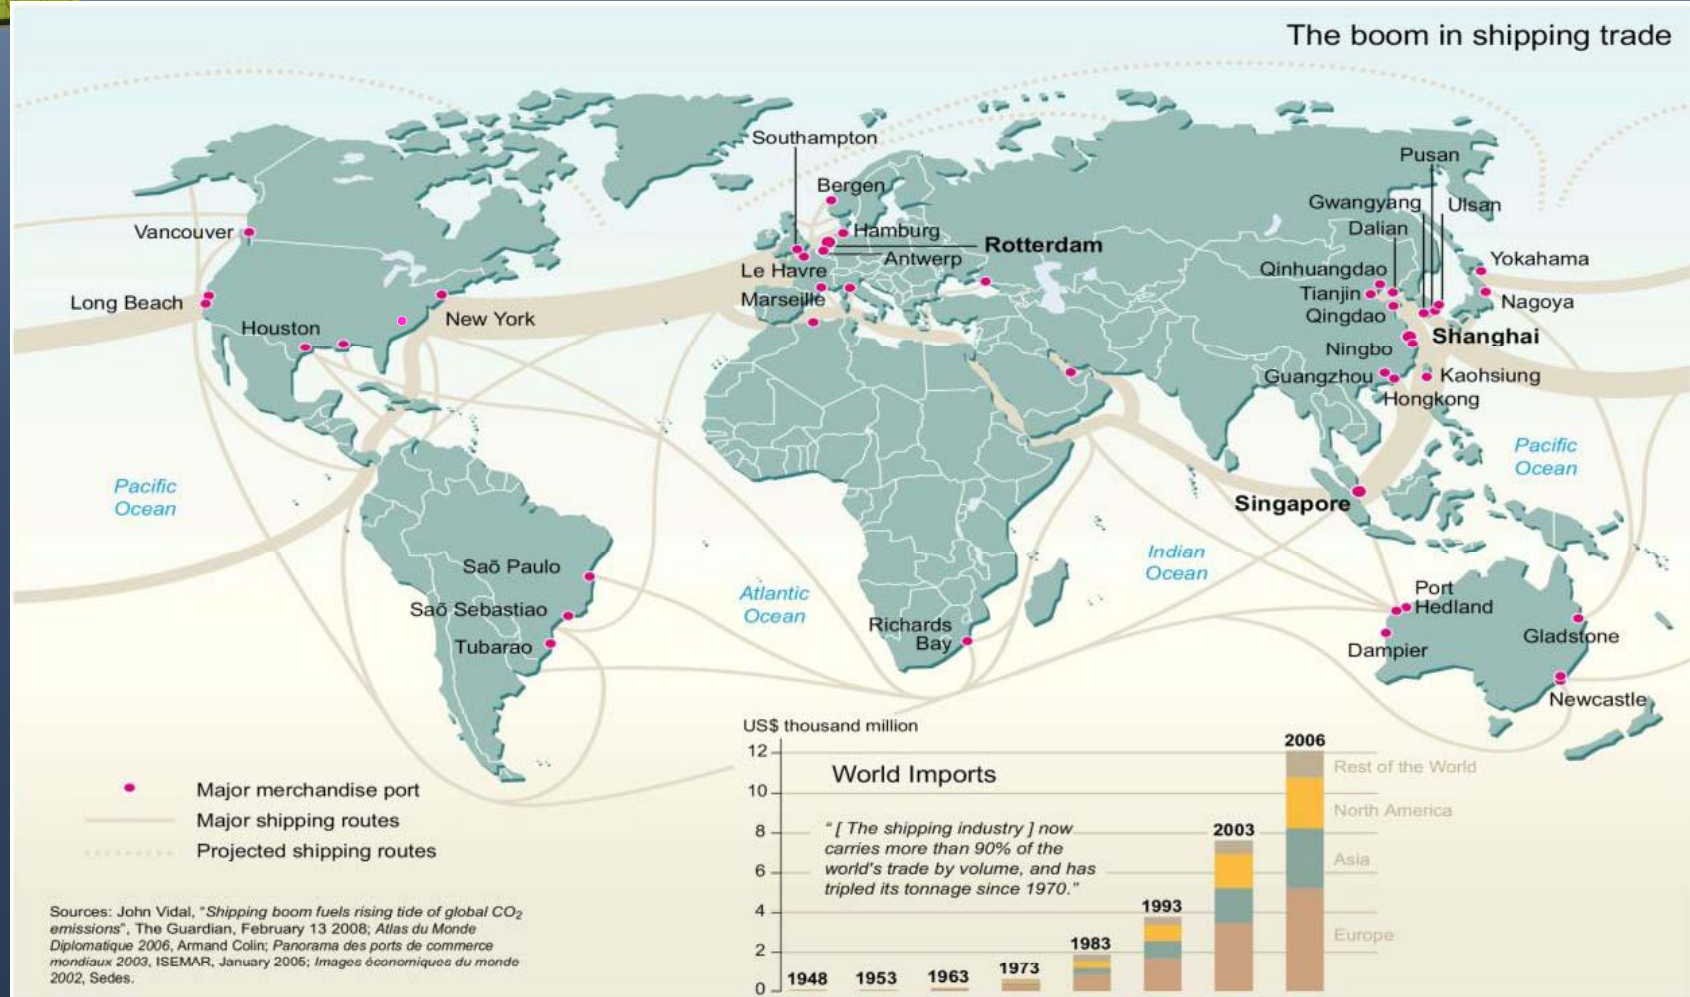 The boom in shipping trade
Southampton
Bergen
Pusan
Gwangyang
Ulsan
Dalian
Vancouver
Hamburg
Rotterdam
Antwerp
Le Havre
Marseille
Qinhuangdao
Tianjin
Qingdao
Yokahama
Nagoya
Long Beach
Houston
New York
Shanghai
Ningbo
Guangzhou
Kaohsiung
Hongkong
Pacific
Ocean
Pacific
Ocean
Singapore
Saõ Paulo
Saõ Sebastiao
Tubarao
Atlantic
Ocean
Indian
Ocean
Richards
Bay
Port
Hedland
Dampier
Gladstone
Newcastle
Major merchandise port
Major shipping routes
Projected shipping routes
US$ thousand million
World Imports
12
10
8
6
4
2
0
"[ The shipping industry ] now
carries more than 90% of the
world's trade by volume, and has
tripled its tonnage since 1970."
1948
1953
1963
1973
1983
1993
2003
2006
Rest of the World
North America
Asia
Europe
Sources: John Vidal, "Shipping boom fuels rising tide of global CO2
emissions", The Guardian, February 13 2008; Atlas du Monde
Diplomatique 2006, Armand Colin; Panorama des ports de commerce
mondiaux 2003, ISEMAR, January 2005; Images économiques du monde
2002, Sedes.